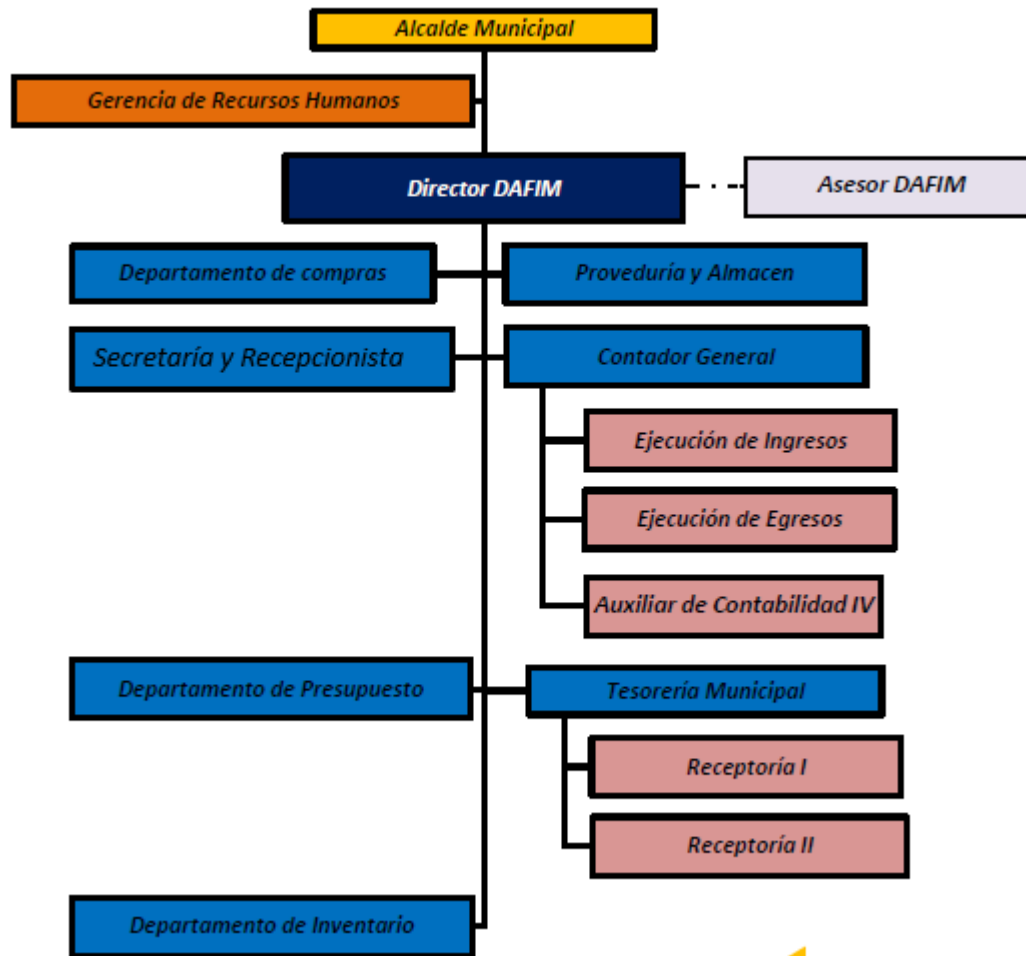 Alcalde Municipal
Gerencia de Recursos Humanos
Director DAFIM
Asesor DAFIM
Departamento de compras
Proveduría y Almacen
Secretaría y Recepcionista
Contador General
Ejecución de Ingresos
Ejecución de Egresos
Auxiliar de Contabilidad IV
Departamento de Presupuesto
Tesorería Municipal
Receptoría I
Receptoría II
Departamento de Inventario